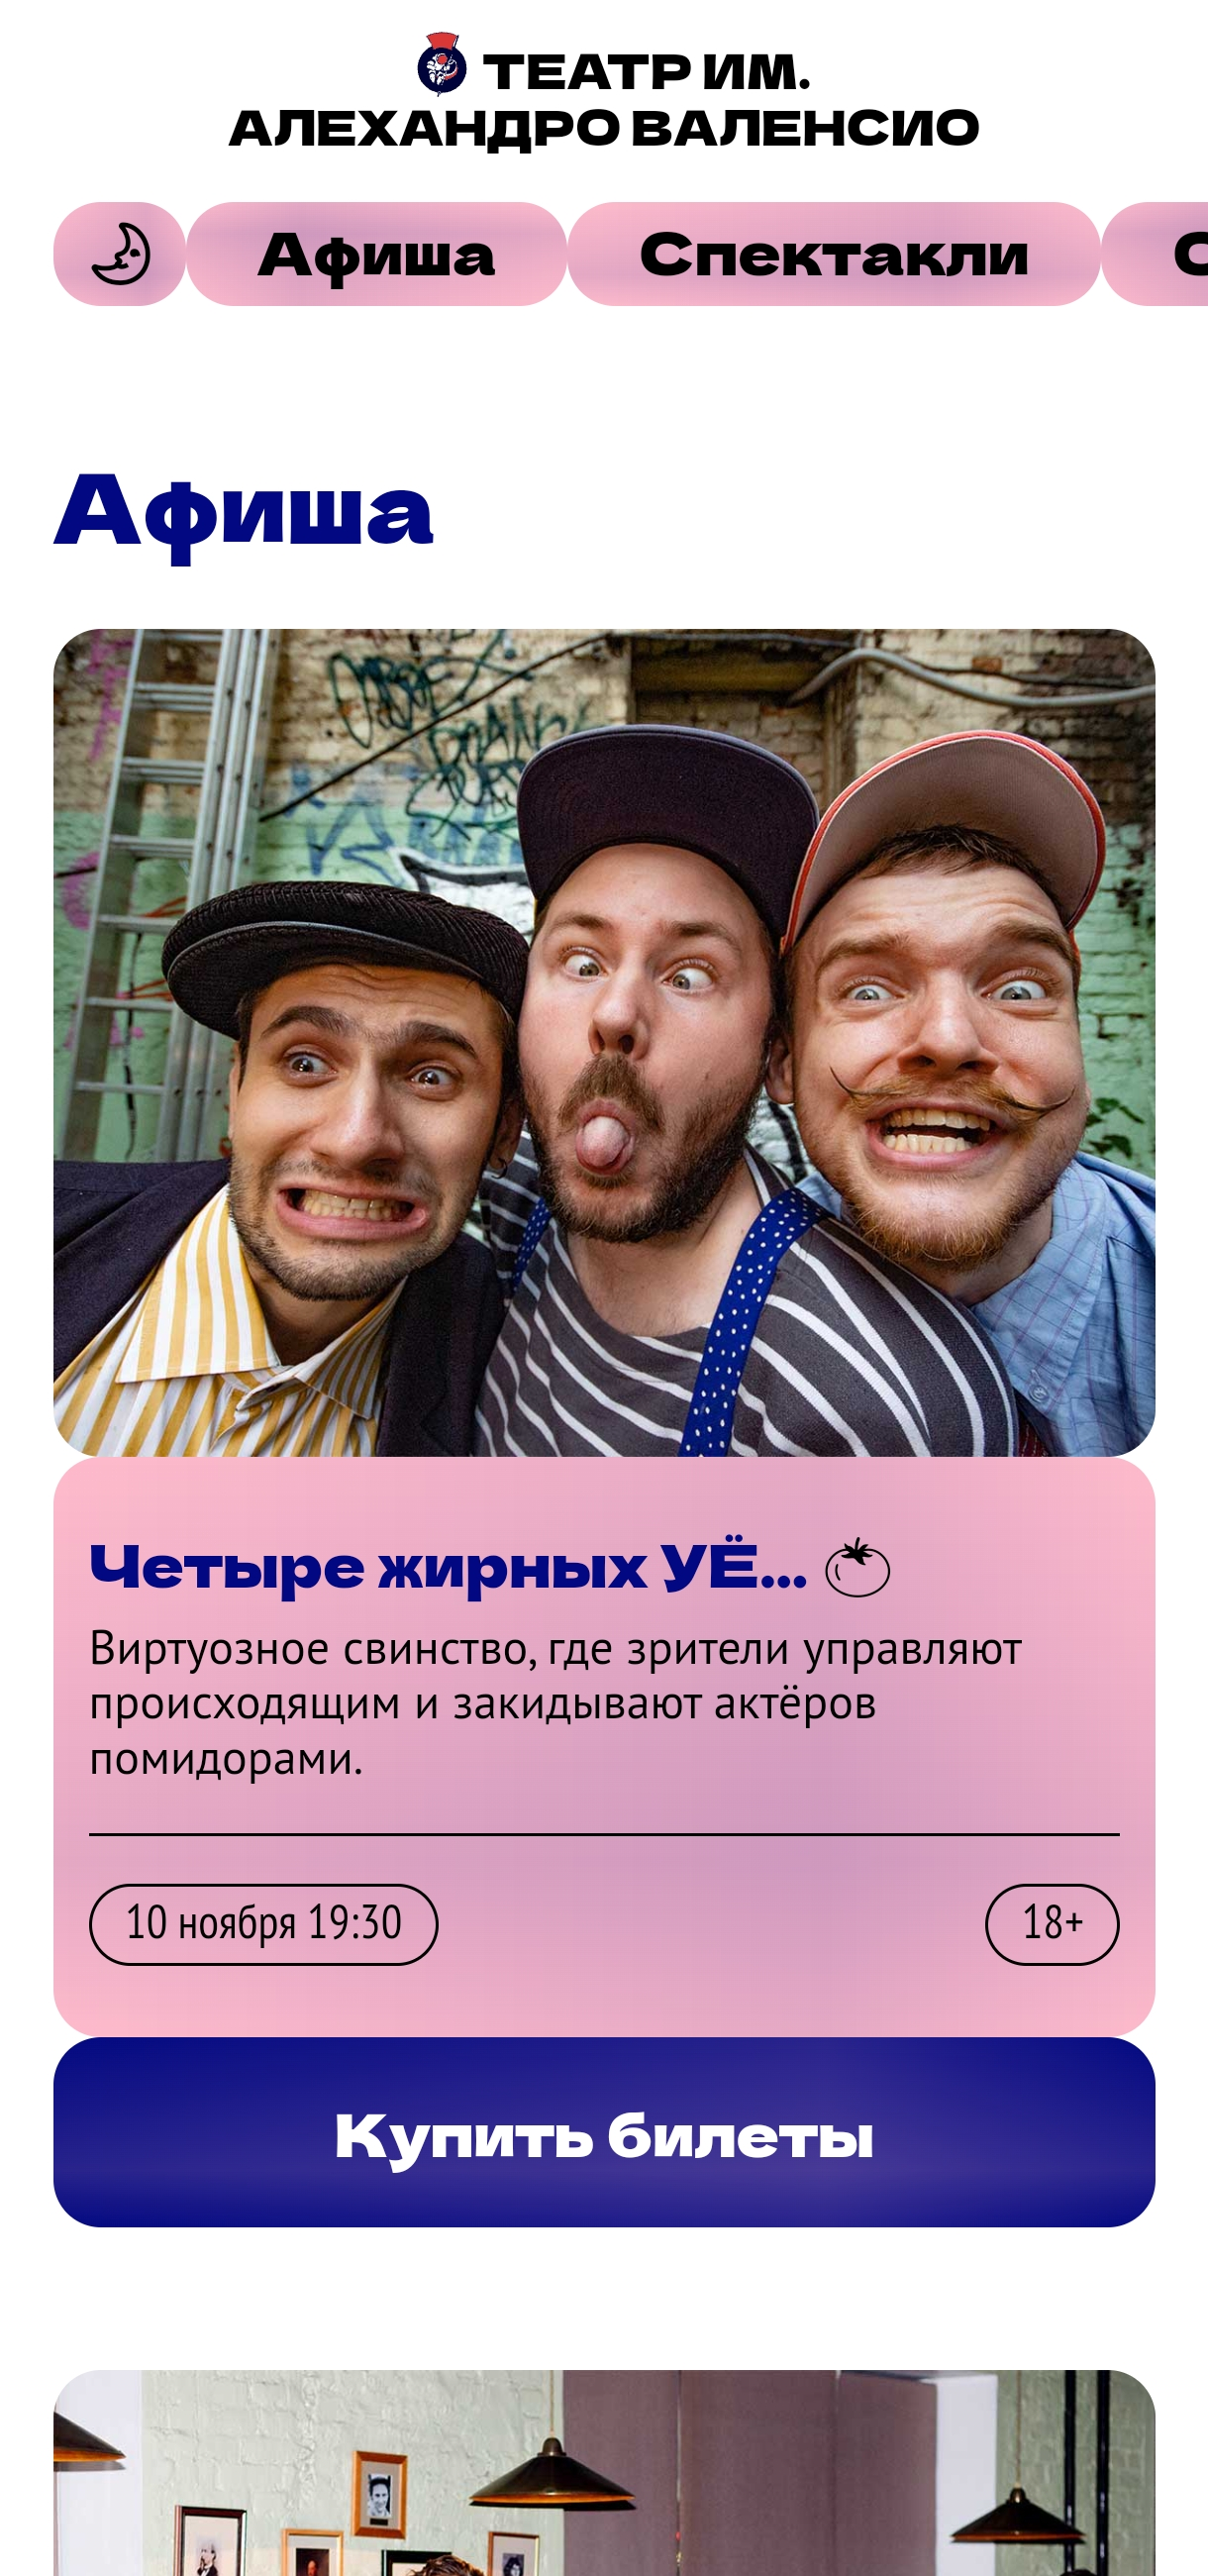 ТЕАТР ИМ.
АЛЕХАНДРО ВАЛЕНСИО
Афиша
Спектакли
Афиша
Четыре жирных УЁ...
Виртуозное свинство, где зрители управляют
происходящим и закидывают актёров
помидорами.
10 ноября 19:30
18+
Купить билеты